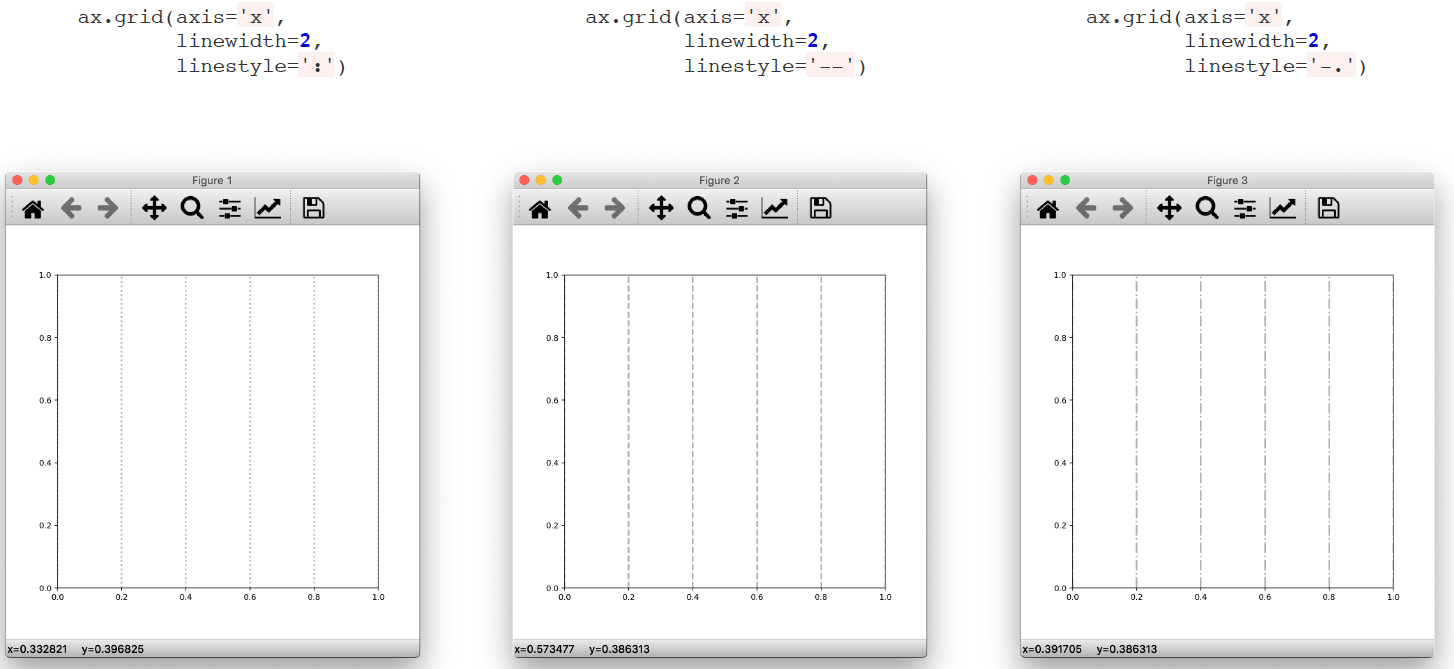 ax.grid(axis='x',
linewidth=2,
linestyle=':')
ax.grid(axis='x',
linewidth=2,
linestyle='--')
ax.grid(axis='x',
linewidth=2,
linestyle='-.')
Figure 1
1.0
0.8
0.6
0.4
0.2
0.0
0.0 0.2 0.4 0.6 0.8 1.0
x=0.332821 y=0.396825
Figure 2
1.0
0.8
0.6
0.4
0.2
0.0
0.0 0.2 0.4 0.6 0.8 1.0
x=0.573477 y=0.386313
Figure 3
1.0
0.8
0.6
0.4
0.2
0.0
0.0 0.2 0.4 0.6 0.8 1.0
x=0.391705 y=0.386313